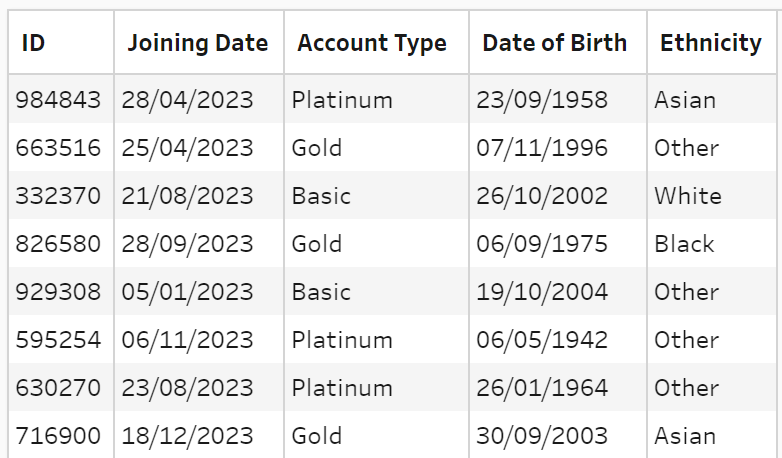 ID Joining Date Account Type Date of Birth Ethnicity
984843 28/04/2023 Platinum 23/09/1958 Asian
663516 25/04/2023 Gold 07/11/1996 Other
332370 21/08/2023 Basic 26/10/2002 White
826580 28/09/2023 Gold 06/09/1975 Black
929308 05/01/2023 Basic 19/10/2004 Other
595254 06/11/2023 Platinum 06/05/1942 Other
630270 23/08/2023 Platinum 26/01/1964 Other
716900 18/12/2023 Gold 30/09/2003 Asian